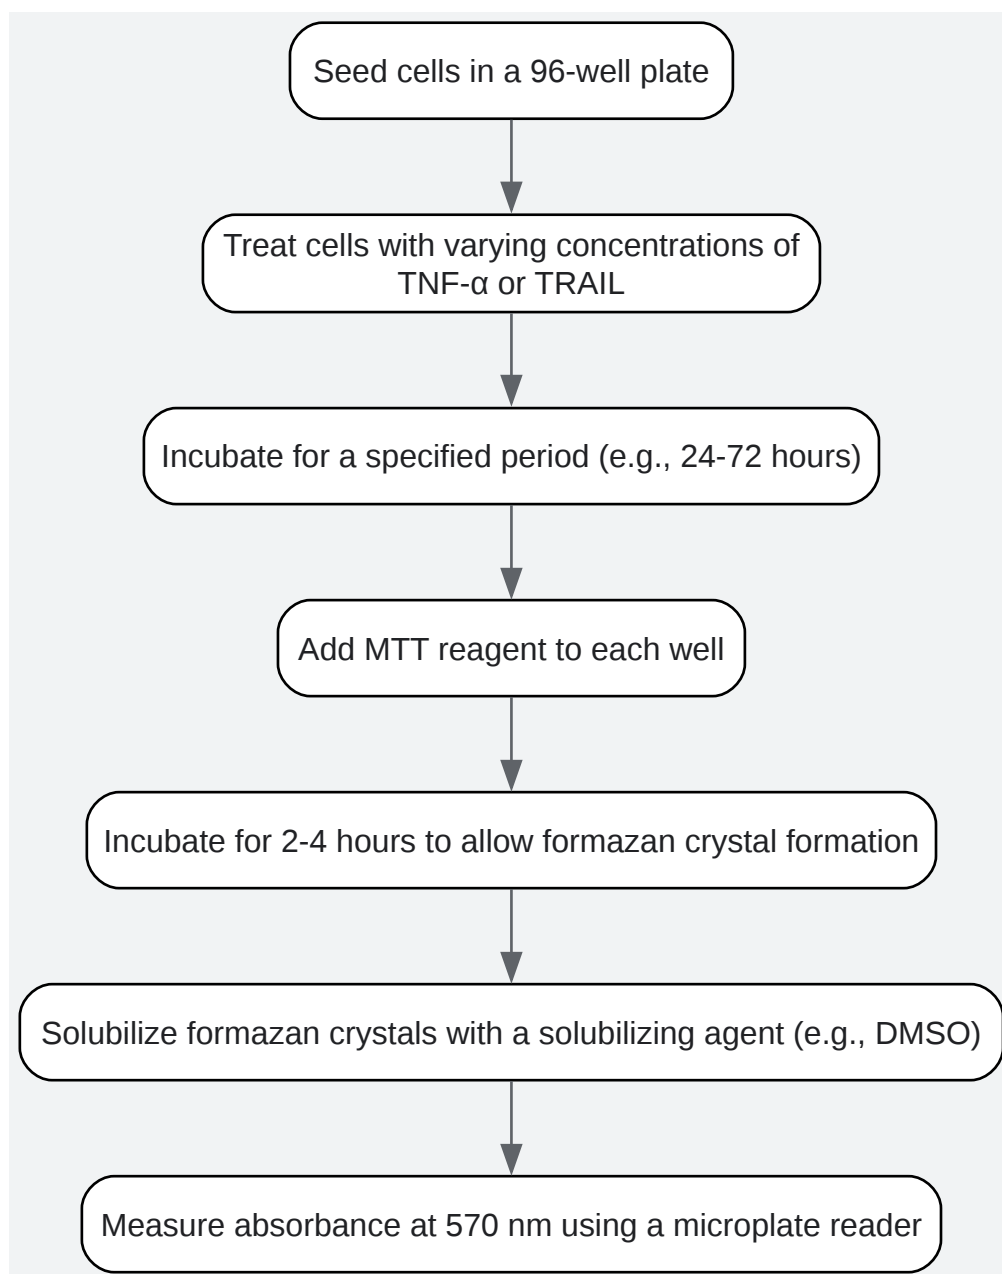 Seed cells in a 96-well plate
Treat cells with varying concentrations of
TNF-α or TRAIL
Incubate for a specified period (e.g., 24-72 hours)
Add MTT reagent to each well
Incubate for 2-4 hours to allow formazan crystal formation
Solubilize formazan crystals with a solubilizing agent (e.g., DMSO)
Measure absorbance at 570 nm using a microplate reader